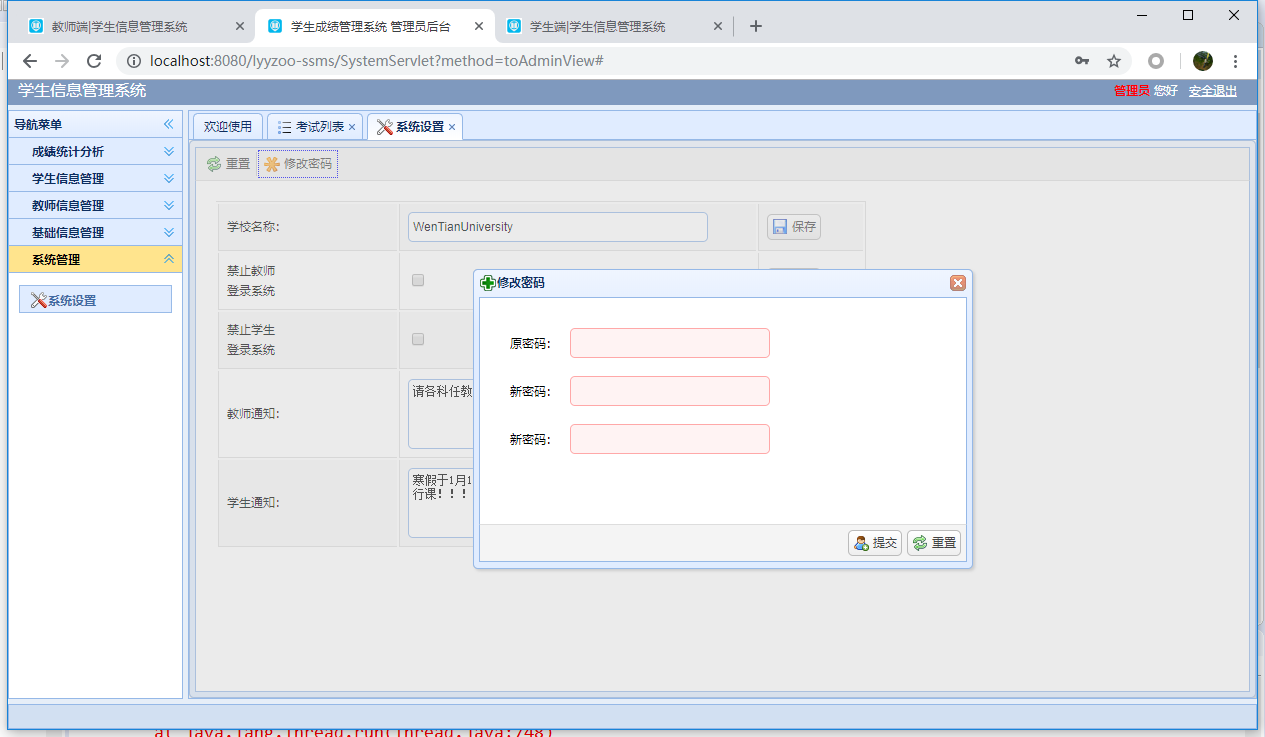 教师端|学生信息管理系统
学生成绩管理系统 管理员后台
学生端|学生信息管理系统
localhost:8080/lyyzoo-ssms/SystemServlet?method=toAdminView#
学生信息管理系统
管理员 您好 安全退出
导航菜单
成绩统计分析
学生信息管理
教师信息管理
基础信息管理
系统管理
系统设置
欢迎使用
考试列表
系统设置
重置
修改密码
学校名称:
WenTianUniversity
保存
禁止教师
登录系统
禁止学生
登录系统
教师通知:
请各科任教
学生通知:
寒假于1月1
行课！！！
修改密码
原密码:
新密码:
新密码:
提交
重置
at java.lang.Thread.run(Thread.java:748)